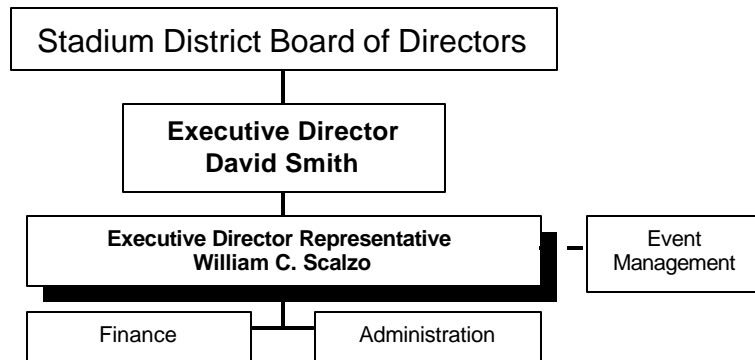 Stadium District Board of Directors
Executive Director
David Smith
Executive Director Representative
William C. Scalzo
Event
Management
Finance
Administration